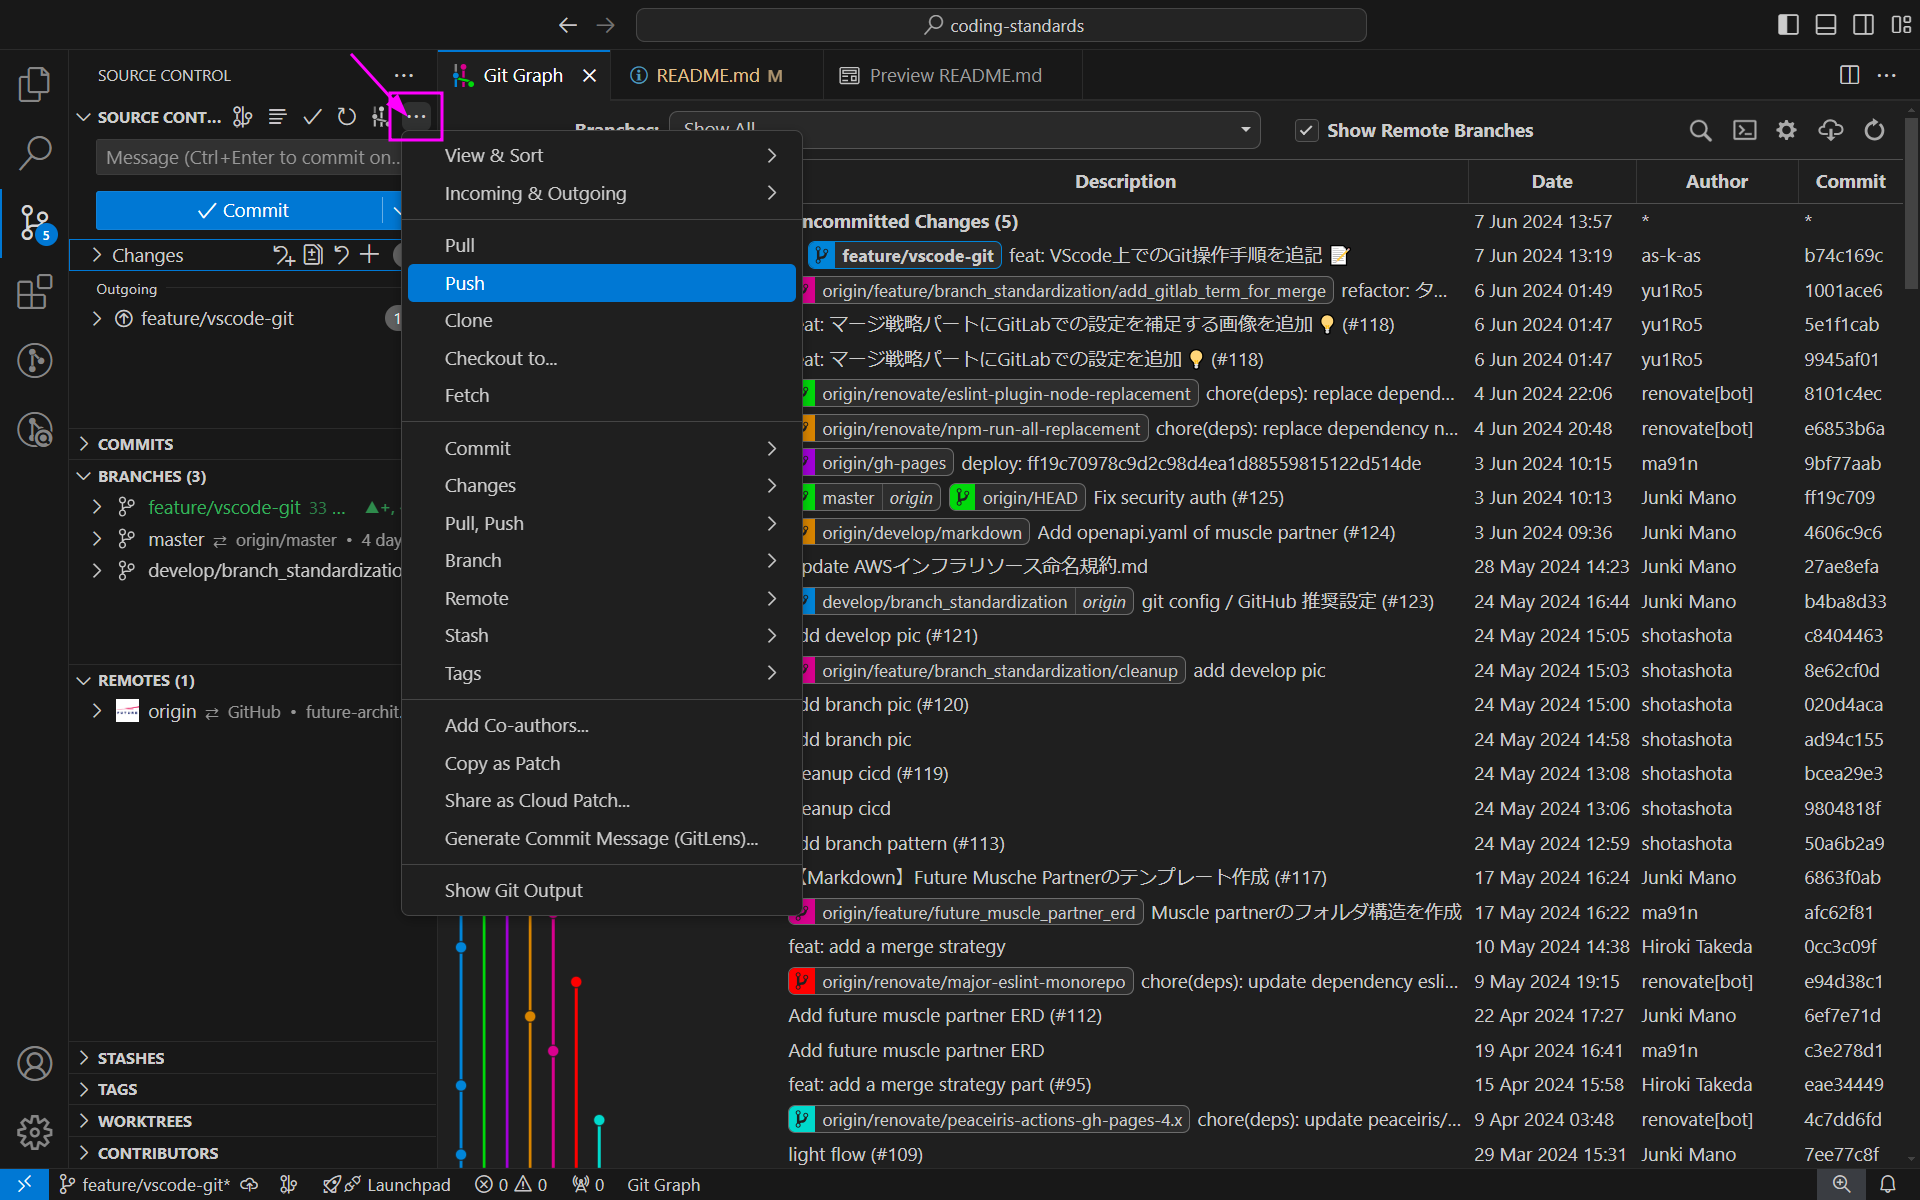 coding-standards
SOURCE CONTROL
Git Graph
README.md M
Preview README.md
SOURCE CONT...
Message (Ctrl+Enter to commit on...
Commit
Changes
Outgoing
feature/vscode-git 1
COMMITS
BRANCHES (3)
feature/vscode-git 33 ...
master origin/master • 4 day
develop/branch_standardizatio
REMOTES (1)
origin GitHub • future-archit.
STASHES
TAGS
WORKTREES
CONTRIBUTORS
5
View & Sort
Incoming & Outgoing
Pull
Push
Clone
Checkout to...
Fetch
Commit
Changes
Pull, Push
Branch
Remote
Stash
Tags
Add Co-authors...
Copy as Patch
Share as Cloud Patch...
Generate Commit Message (GitLens)...
Show Git Output
Branches: Show All
Show Remote Branches
Description Date Author Commit
ncommitted Changes (5) 7 Jun 2024 13:57 * *
feature/vscode-git feat: VScode上でのGit操作手順を追記 📝 7 Jun 2024 13:19 as-k-as b74c169c
origin/feature/branch_standardization/add_gitlab_term_for_merge refactor: タ... 6 Jun 2024 01:49 yu1Ro5 1001ace6
eat: マージ戦略パートにGitLabでの設定を補足する画像を追加 💡 (#118) 6 Jun 2024 01:47 yu1Ro5 5e1f1cab
eat: マージ戦略パートにGitLabでの設定を追加 💡 (#118) 6 Jun 2024 01:47 yu1Ro5 9945af01
origin/renovate/eslint-plugin-node-replacement chore(deps): replace depend... 4 Jun 2024 22:06 renovate[bot] 8101c4ec
origin/renovate/npm-run-all-replacement chore(deps): replace dependency n... 4 Jun 2024 20:48 renovate[bot] e6853b6a
origin/gh-pages deploy: ff19c70978c9d2c98d4ea1d88559815122d514de 3 Jun 2024 10:15 ma91n 9bf77aab
master origin origin/HEAD Fix security auth (#125) 3 Jun 2024 10:13 Junki Mano ff19c709
origin/develop/markdown Add openapi.yaml of muscle partner (#124) 3 Jun 2024 09:36 Junki Mano 4606c9c6
pdate AWSインフラリソース命名規約.md 28 May 2024 14:23 Junki Mano 27ae8efa
develop/branch_standardization origin git config / GitHub 推奨設定 (#123) 24 May 2024 16:44 Junki Mano b4ba8d33
dd develop pic (#121) 24 May 2024 15:05 shotashota c8404463
origin/feature/branch_standardization/cleanup add develop pic 24 May 2024 15:03 shotashota 8e62cf0d
dd branch pic (#120) 24 May 2024 15:00 shotashota 020d4aca
dd branch pic 24 May 2024 14:58 shotashota ad94c155
eanup cicd (#119) 24 May 2024 13:08 shotashota bcea29e3
eanup cicd 24 May 2024 13:06 shotashota 9804818f
dd branch pattern (#113) 24 May 2024 12:59 shotashota 50a6b2a9
【Markdown】Future Musche Partnerのテンプレート作成 (#117) 17 May 2024 16:24 Junki Mano 6863f0ab
origin/feature/future_muscle_partner_erd Muscle partnerのフォルダ構造を作成 17 May 2024 16:22 ma91n afc62f81
feat: add a merge strategy 10 May 2024 14:38 Hiroki Takeda 0cc3c09f
origin/renovate/major-eslint-monorepo chore(deps): update dependency esli... 9 May 2024 19:15 renovate[bot] e94d38c1
Add future muscle partner ERD (#112) 22 Apr 2024 17:27 Junki Mano 6ef7e71d
Add future muscle partner ERD 19 Apr 2024 16:41 ma91n c3e278d1
feat: add a merge strategy part (#95) 15 Apr 2024 15:58 Hiroki Takeda eae34449
origin/renovate/peaceiris-actions-gh-pages-4.x chore(deps): update peaceiris/... 9 Apr 2024 03:48 renovate[bot] 4c7dd6fd
light flow (#109) 29 Mar 2024 15:31 Junki Mano 7ee77c8f
feature/vscode-git* Launchpad 0 0 0 Git Graph